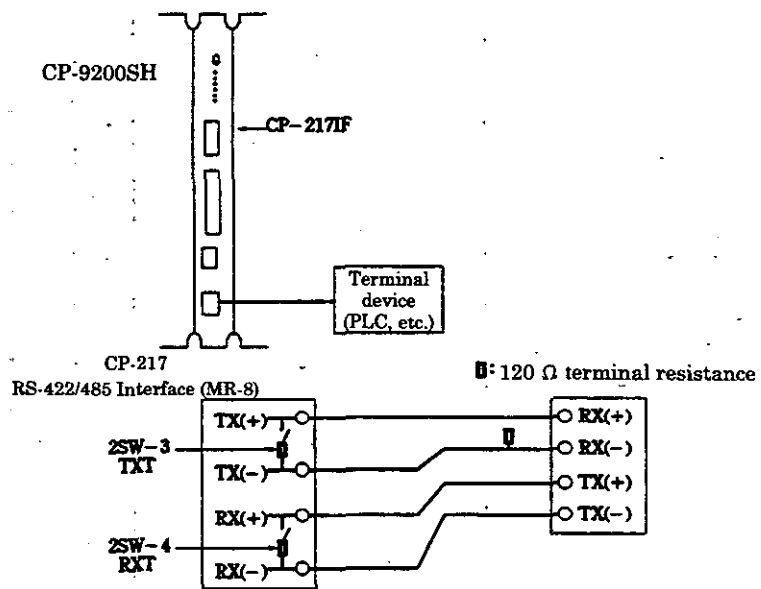 CP-9200SH
CP-217IF
Terminal
device
(PLC, etc.)
CP-217
RS-422/485 Interface (MR-8)
: 120 Ω terminal resistance
TX(+)
RX(+)
2SW-3
TXT
RX(-)
TX(-)
TX(+)
RX(+)
TX(-)
2SW-4
RXT
RX(-)